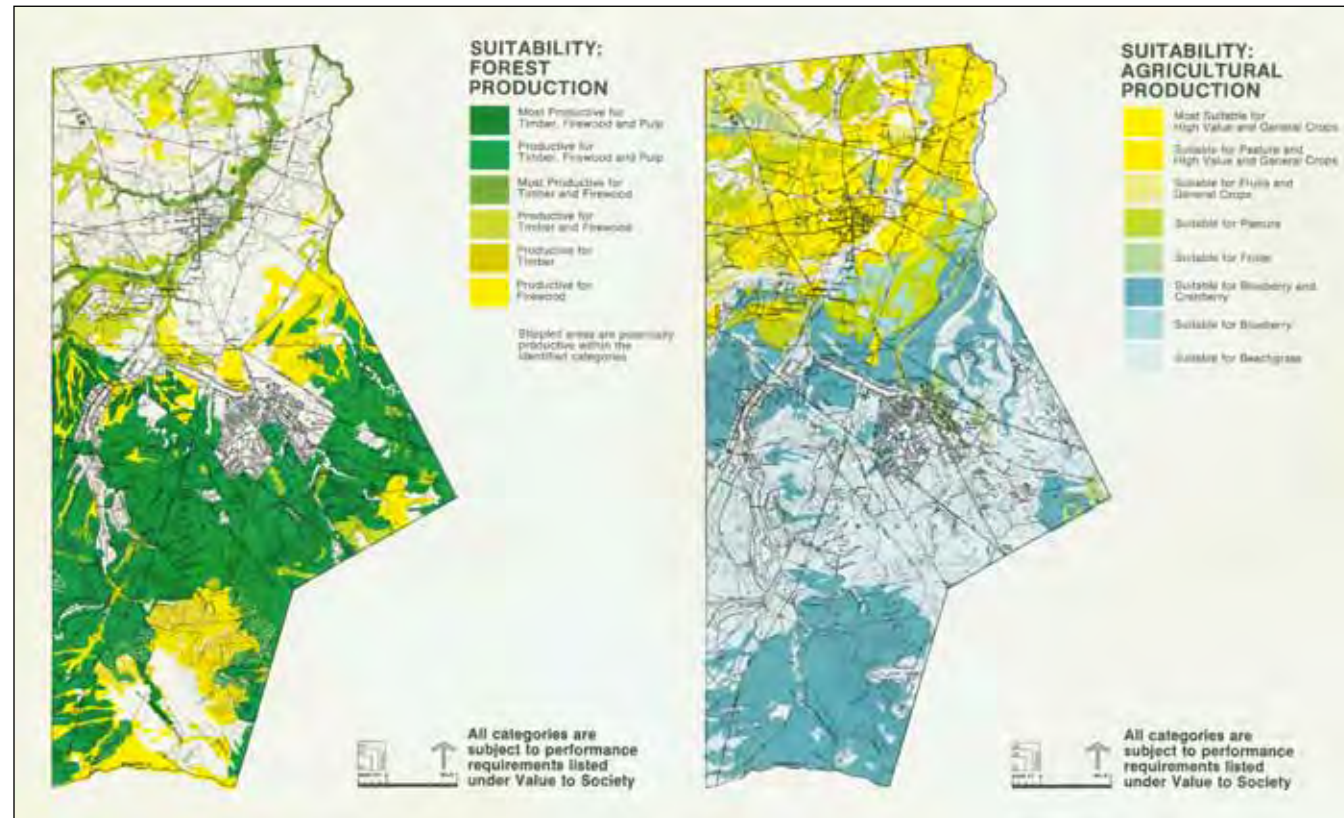 SUITABILITY:
FOREST
PRODUCTION
Most Productive for
Timber, Firewood and Pulp
Productive for
Timber, Firewood and Pulp
Most Productive for
Timber and Firewood
Productive for
Timber and Firewood
Productive for
Timber
Productive for
Firewood
Stippled areas are potentially
productive within the
identified categories
All categories are
subject to performance
requirements listed
under Value to Society
SUITABILITY:
AGRICULTURAL
PRODUCTION
Most Suitable for
High Value and General Crops
Suitable for Pasture and
High Value and General Crops
Suitable for Fruits and
General Crops
Suitable for Pasture
Suitable for
Suitable for Blueberry and
Cranberry
Suitable for Blueberry
Suitable for Beachgrass
All categories are
subject to performance
requirements listed
under Value to Society